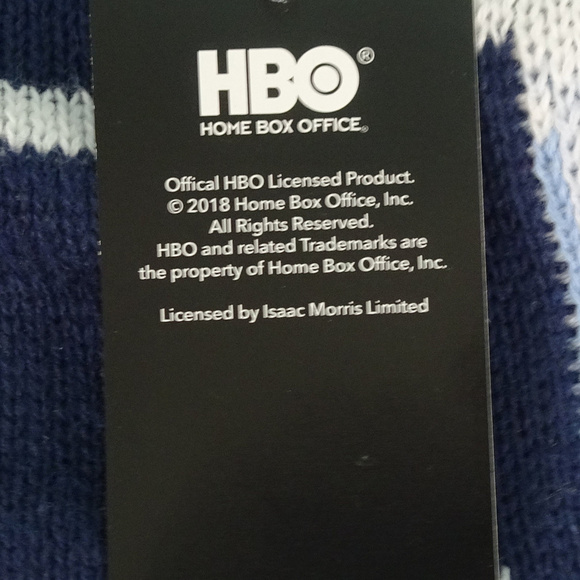 HBO®
HOME BOX OFFICE®
Offical HBO Licensed Product.
© 2018 Home Box Office, Inc.
All Rights Reserved.
HBO and related Trademarks are
the property of Home Box Office, Inc.
Licensed by Isaac Morris Limited